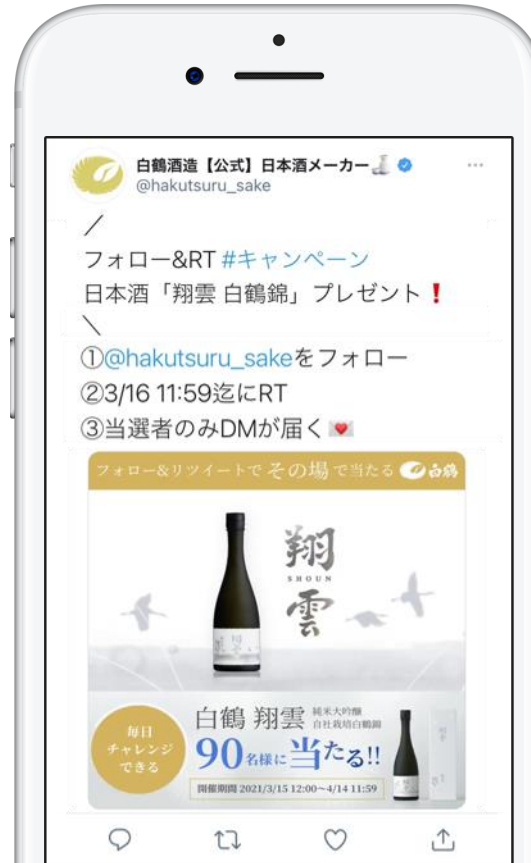 白鶴酒造【公式】日本酒メーカー🍶
@hakutsuru_sake
／
フォロー&RT #キャンペーン
日本酒「翔雲 白鶴錦」プレゼント❗
＼
①@hakutsuru_sakeをフォロー
②3/16 11:59迄にRT
③当選者のみDMが届く💌
フォロー&リツイートでその場で当たる 白鶴
翔
SHOUN
雲
毎日
チャレンジ
できる
白鶴 翔雲 純米大吟醸
自社栽培白鶴錦
90名様に当たる!!
開催期間 2021/3/15 12:00～4/14 11:59